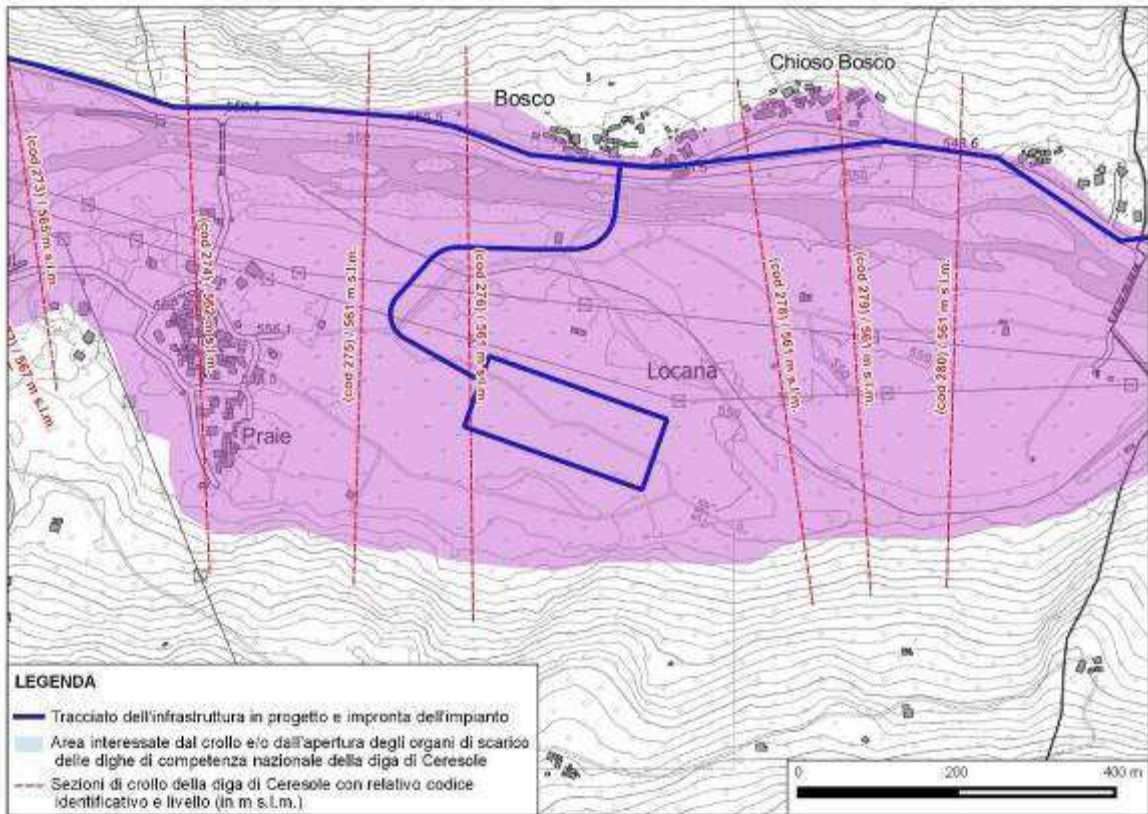 Chioso Bosco
Bosco
(cod 273) / 565 m s.l.m.
(cod 274) / 562 m s.l.m.
(cod 275) / 561 m s.l.m.
(cod 276) / 561 m s.l.m.
(cod 278) / 561 m s.l.m.
(cod 279) / 561 m s.l.m.
(cod 280) / 561 m s.l.m.
/ 567 m s.l.m.
556.1
Locana
Praie
LEGENDA
Tracciato dell'infrastruttura in progetto e impronta dell'impianto
Area interessate dal crollo e/o dall'apertura degli organi di scarico
delle dighe di competenza nazionale della diga di Ceresole
Sezioni di crollo della diga di Ceresole con relativo codice
identificativo e livello (in m s.l.m.)
0 200 400 m